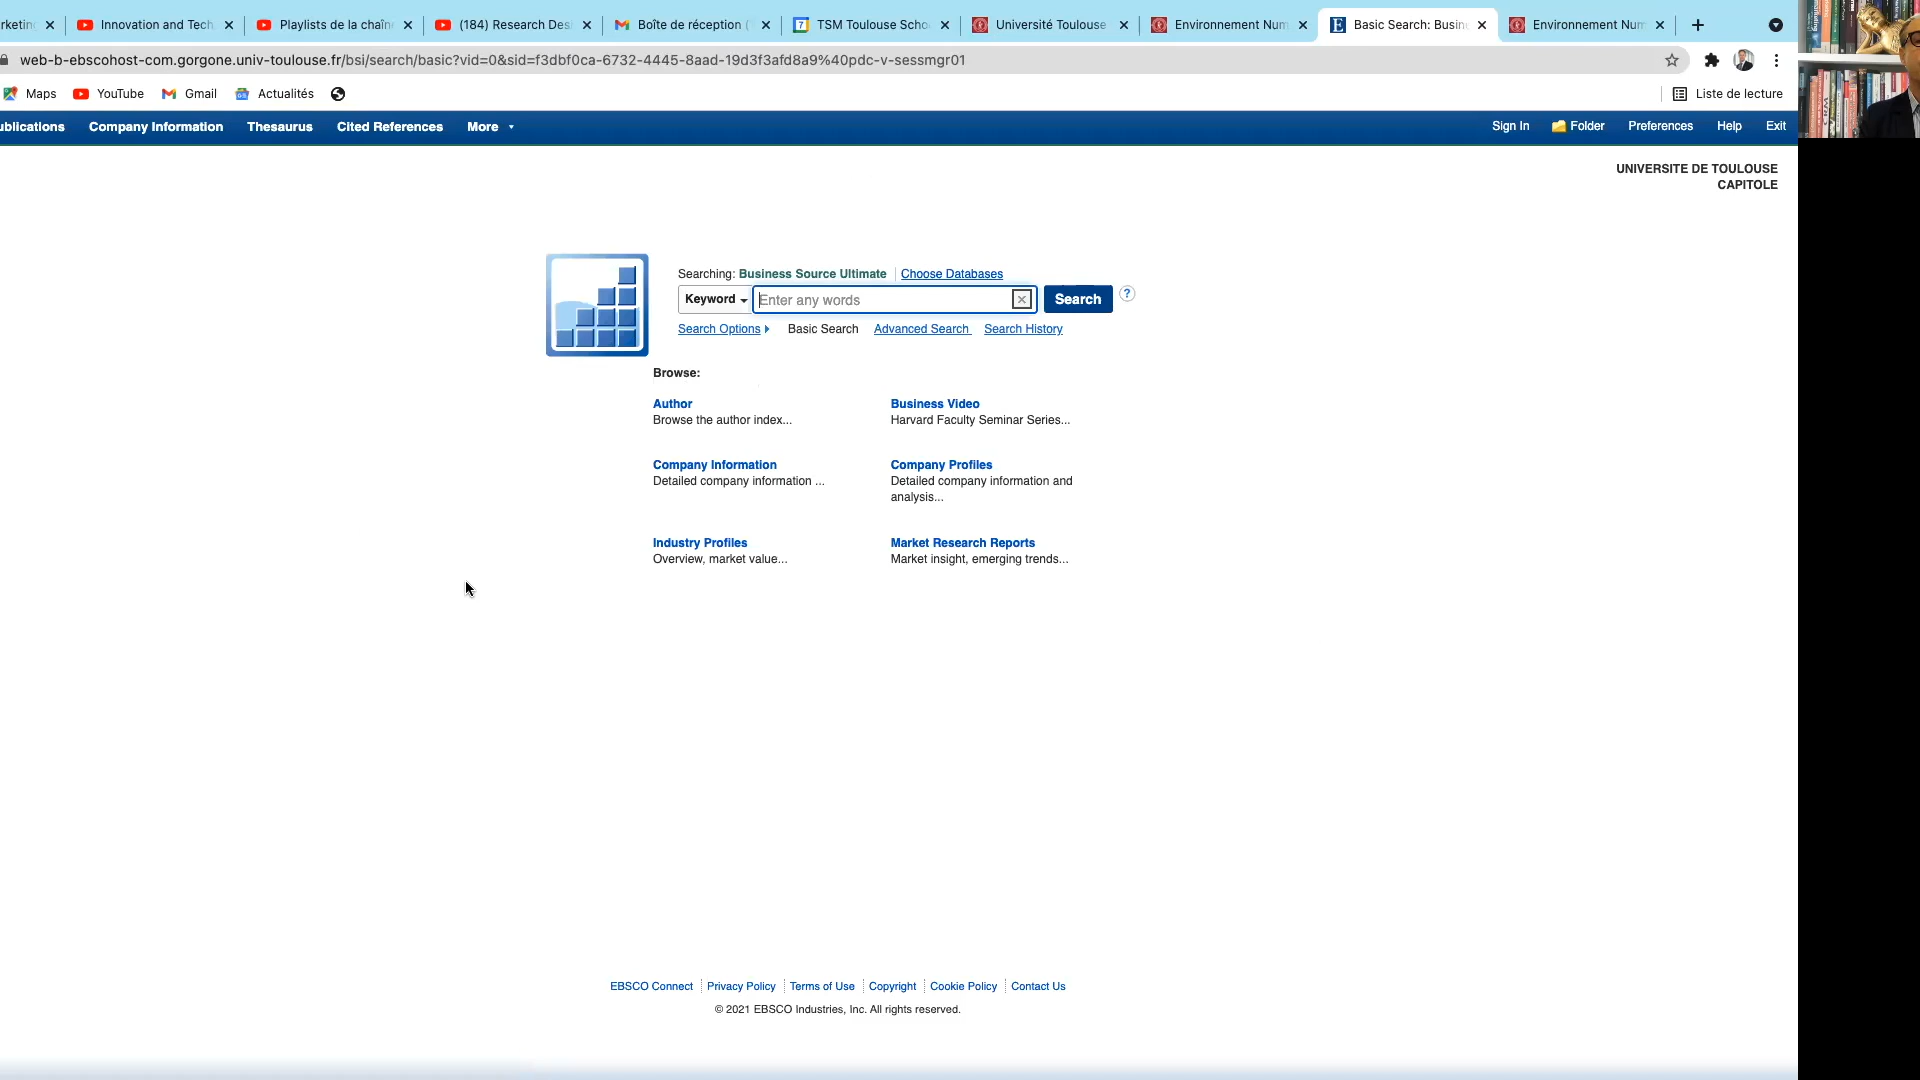 rketing
Innovation and Tech
Playlists de la chaîn
(184) Research Des
Boîte de réception (
7 TSM Toulouse Scho
Université Toulouse
Environnement Num
E Basic Search: Busin
Environnement Num
web-b-ebscohost-com.gorgone.univ-toulouse.fr/bsi/search/basic?vid=0&sid=f3dbf0ca-6732-4445-8aad-19d3f3afd8a9%40pdc-v-sessmgr01
Maps YouTube Gmail Actualités Liste de lecture
ublications Company Information Thesaurus Cited References More Sign In Folder Preferences Help Exit
UNIVERSITE DE TOULOUSE
CAPITOLE
Searching: Business Source Ultimate Choose Databases
Keyword Enter any words Search ?
Search Options Basic Search Advanced Search Search History
Browse:
Author
Browse the author index...
Business Video
Harvard Faculty Seminar Series...
Company Information
Detailed company information ...
Company Profiles
Detailed company information and
analysis...
Industry Profiles
Overview, market value...
Market Research Reports
Market insight, emerging trends...
EBSCO Connect Privacy Policy Terms of Use Copyright Cookie Policy Contact Us
© 2021 EBSCO Industries, Inc. All rights reserved.